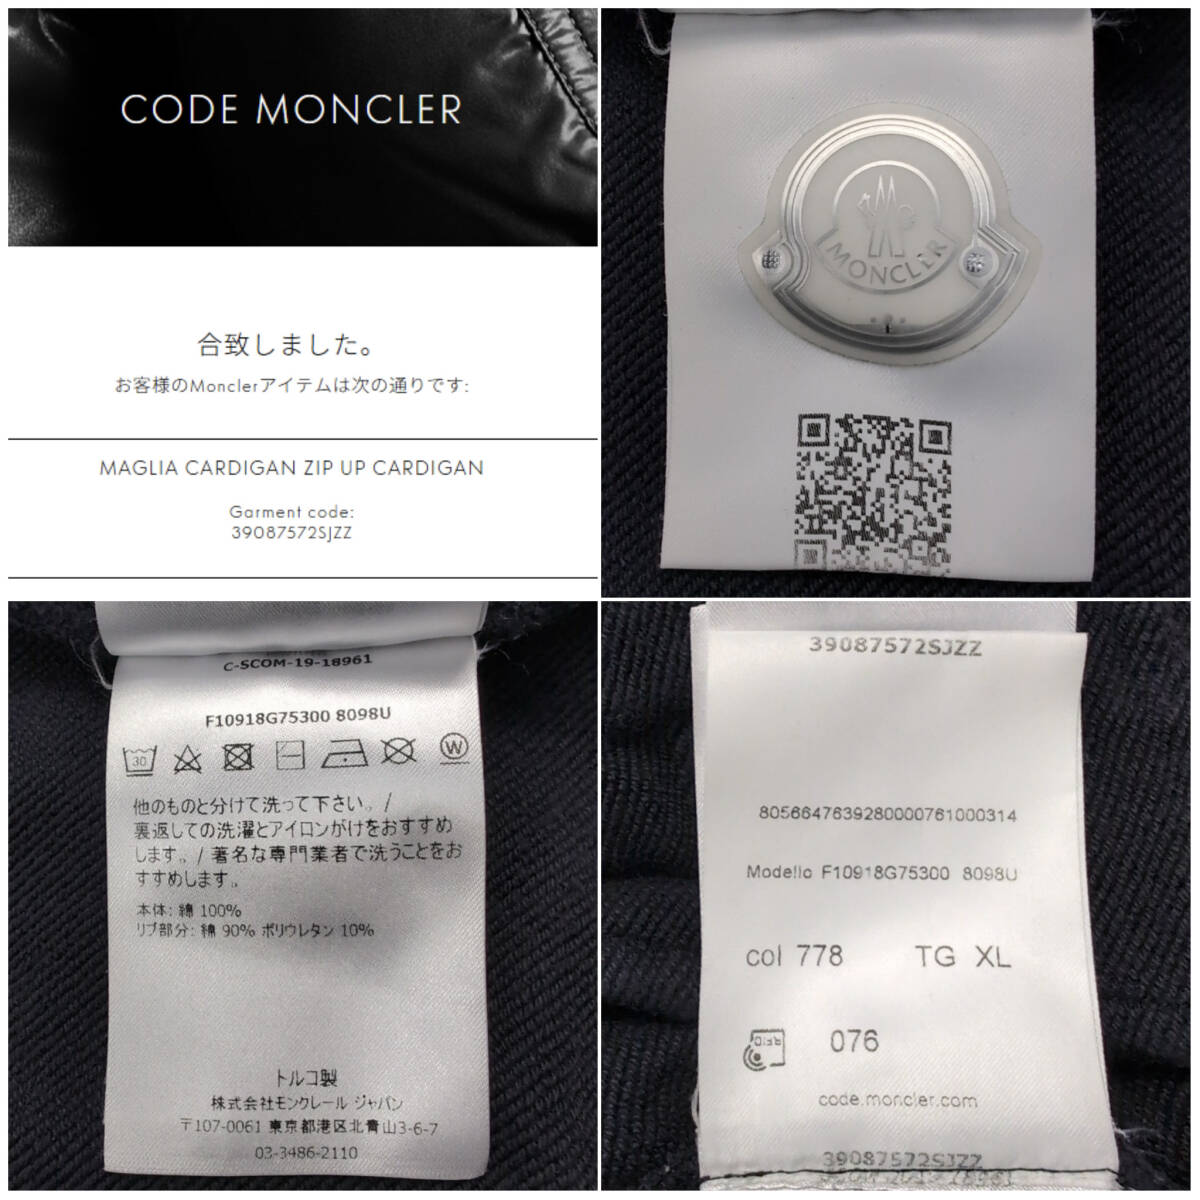 CODE MONCLER
合致しました。
お客様のMonclerアイテムは次の通りです:
MAGLIA CARDIGAN ZIP UP CARDIGAN
Garment code:
39087572SJZZ
MONCLER
C-SCOM-19-18961
F10918G75300 8098U
30
W
他のものと分けて洗って下さい。/
裏返しての洗濯とアイロンがけをおすすめ
します。/ 著名な専門業者で洗うことをお
すすめします。
本体: 綿 100%
リブ部分: 綿 90% ポリウレタン 10%
トルコ製
株式会社モンクレール ジャパン
〒107-0061 東京都港区北青山3-6-7
03-3486-2110
39087572SJZZ
8056647639280000761000314
Modello F10918G75300 8098U
col 778 TG XL
RFID 076
code.moncler.com
39087572SJZZ